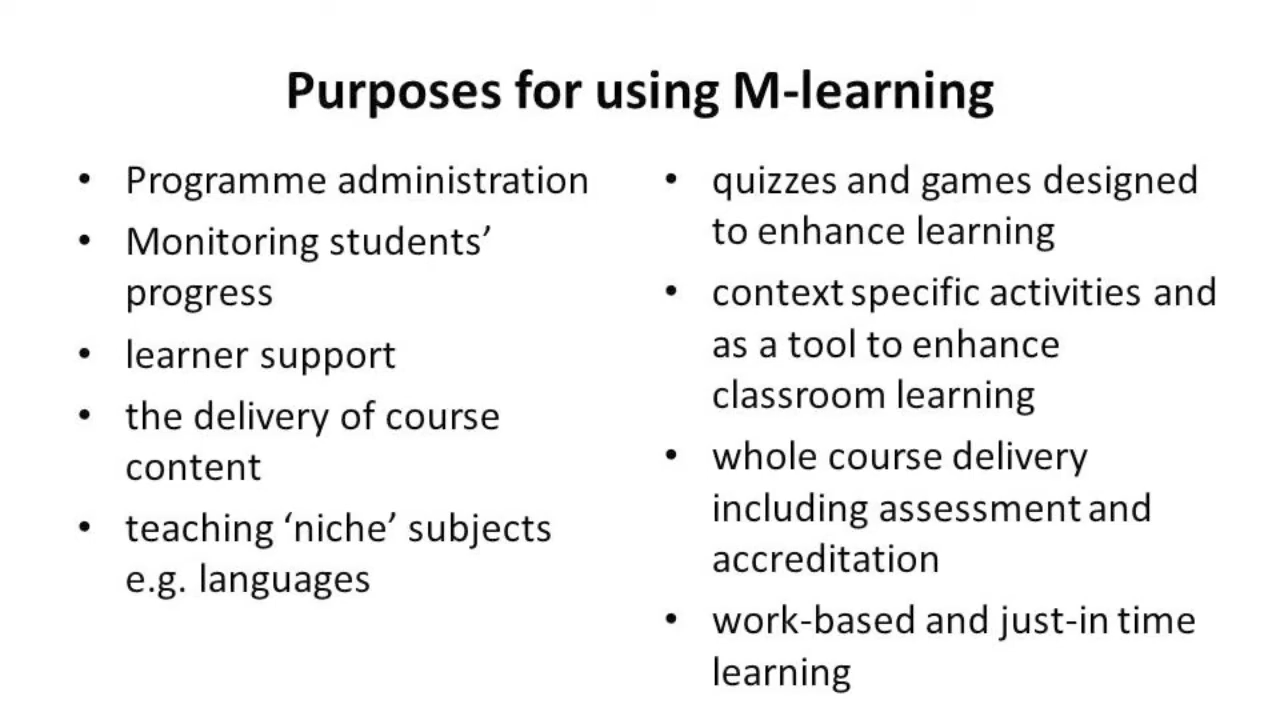 Purposes for using M-learning
• Programme administration
• Monitoring students’
progress
• learner support
• the delivery of course
content
• teaching ‘niche’ subjects
e.g. languages
• quizzes and games designed
to enhance learning
• context specific activities and
as a tool to enhance
classroom learning
• whole course delivery
including assessment and
accreditation
• work-based and just-in time
learning